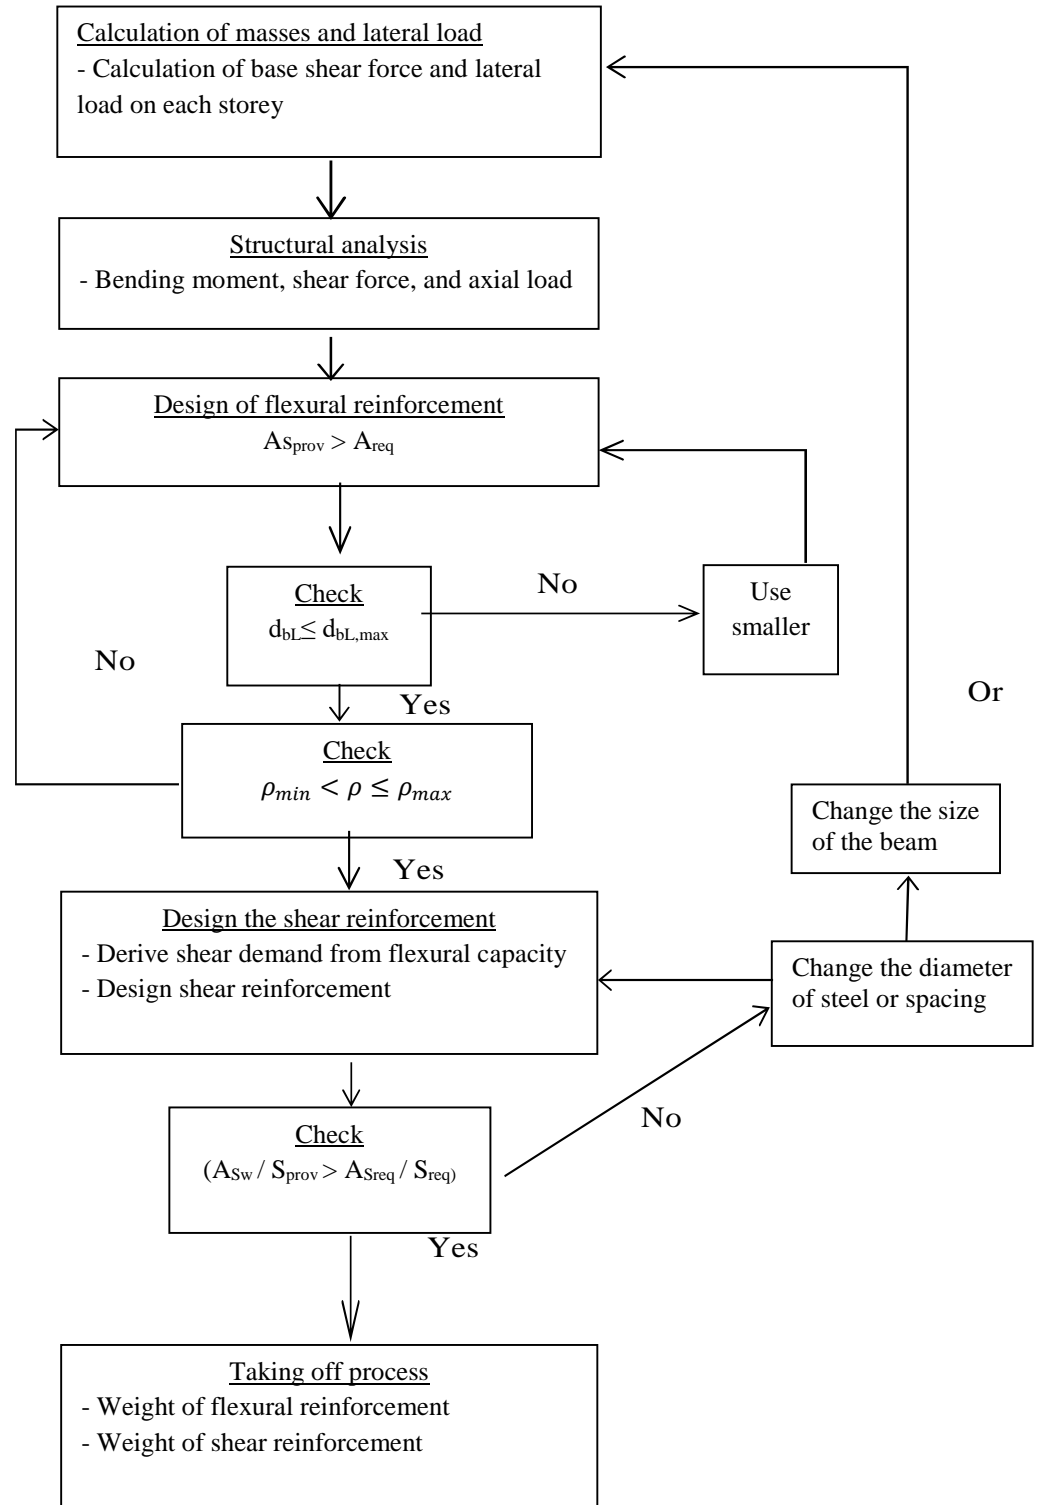 Calculation of masses and lateral load
- Calculation of base shear force and lateral
load on each storey
Structural analysis
- Bending moment, shear force, and axial load
Design of flexural reinforcement
Asprov > Areq
Check
dbL≤ dbL,max
No
Use
smaller
No
Yes
Or
Check
ρmin < ρ ≤ ρmax
Change the size
of the beam
Yes
Design the shear reinforcement
- Derive shear demand from flexural capacity
- Design shear reinforcement
Change the diameter
of steel or spacing
No
Check
(ASw / Sprov > ASreq / Sreq)
Yes
Taking off process
- Weight of flexural reinforcement
- Weight of shear reinforcement